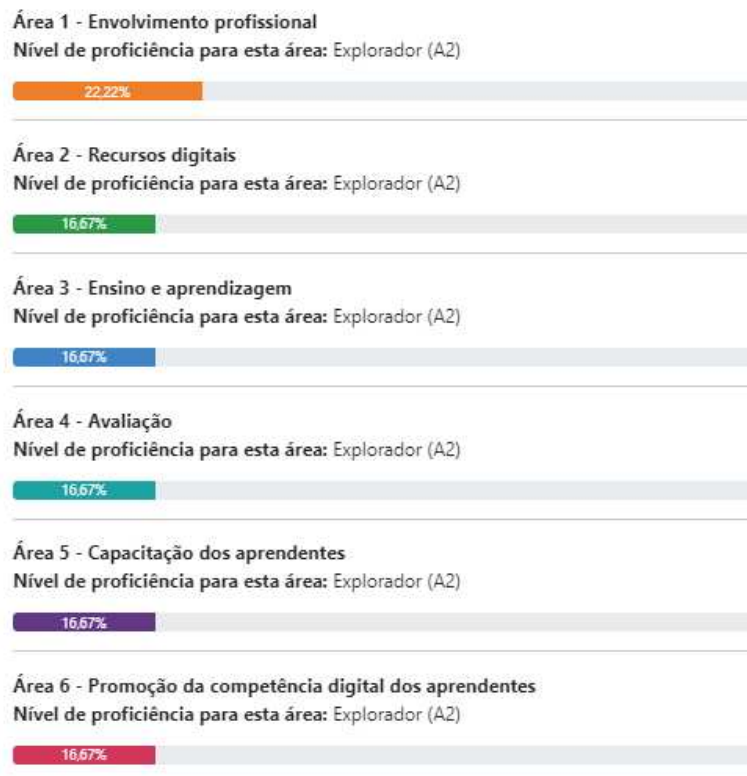 Área 1 - Envolvimento profissional
Nível de proficiência para esta área: Explorador (A2)
22,22%
Área 2 - Recursos digitais
Nível de proficiência para esta área: Explorador (A2)
16,67%
Área 3 - Ensino e aprendizagem
Nível de proficiência para esta área: Explorador (A2)
16,67%
Área 4 - Avaliação
Nível de proficiência para esta área: Explorador (A2)
16,67%
Área 5 - Capacitação dos aprendentes
Nível de proficiência para esta área: Explorador (A2)
16,67%
Área 6 - Promoção da competência digital dos aprendentes
Nível de proficiência para esta área: Explorador (A2)
16,67%